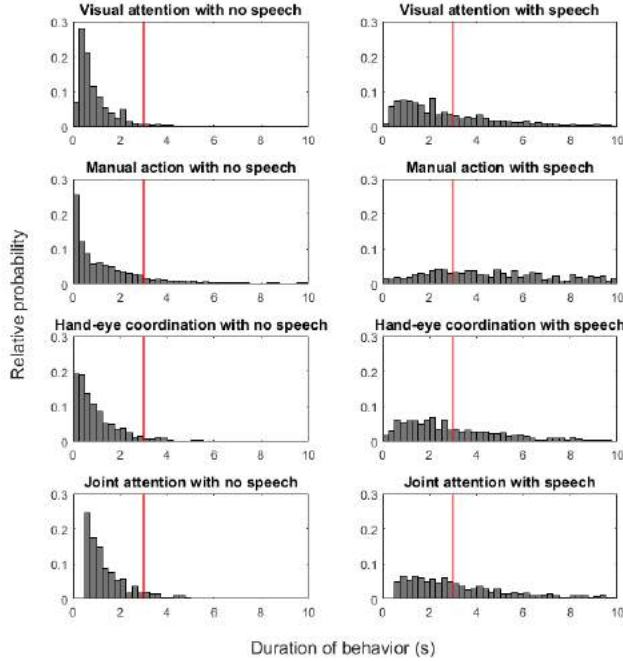 Visual attention with no speech
0.3
0.2
0.1
0
0 2 4 6 8 10
Visual attention with speech
0.3
0.2
0.1
0
0 2 4 6 8 10
Manual action with no speech
0.3
0.2
0.1
0
0 2 4 6 8 10
Manual action with speech
0.3
0.2
0.1
0
0 2 4 6 8 10
Hand-eye coordination with no speech
0.3
0.2
0.1
0
0 2 4 6 8 10
Hand-eye coordination with speech
0.3
0.2
0.1
0
0 2 4 6 8 10
Joint attention with no speech
0.3
0.2
0.1
0
0 2 4 6 8 10
Joint attention with speech
0.3
0.2
0.1
0
0 2 4 6 8 10
Relative probability
Duration of behavior (s)